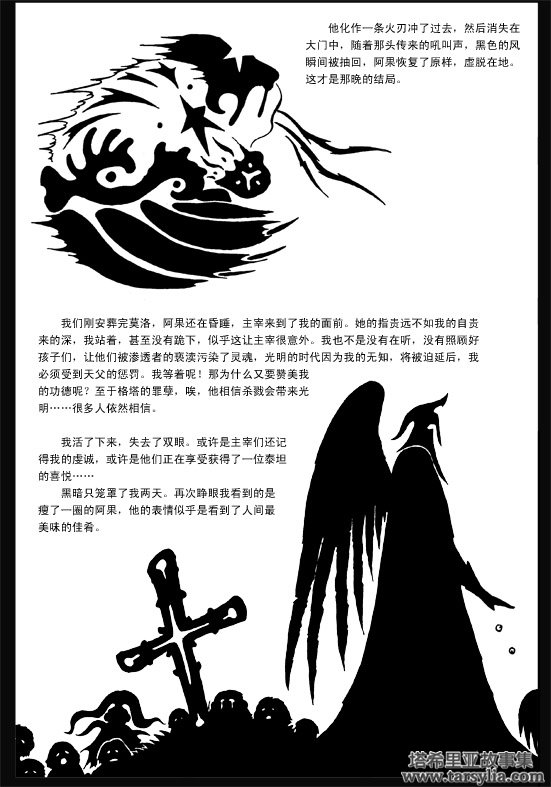 他化作一条火刃冲了过去，然后消失在
大门中，随着那头传来的吼叫声，黑色的风
瞬间被抽回，阿果恢复了原样，虚脱在地。
这才是那晚的结局。
我们刚安葬完莫洛，阿果还在昏睡，主宰来到了我的面前。她的指责远不如我的自责
来的深，我站着，甚至没有跪下，似乎这让主宰很意外。我也不是没有在听，没有照顾好
孩子们，让他们被渗透者的亵渎污染了灵魂，光明的时代因为我的无知，将被迫延后，我
必须受到天父的惩罚。我等着呢！那为什么又要赞美我
的功德呢？至于格塔的罪孽，唉，他相信杀戮会带来光
明……很多人依然相信。
我活了下来，失去了双眼。或许是主宰们还记
得我的虔诚，或许是他们正在享受获得了一位泰坦
的喜悦……
黑暗只笼罩了我两天。再次睁眼我看到的是
瘦了一圈的阿果，他的表情似乎是看到了人间最
美味的佳肴。
塔希里亚故事集
www.tarsylia.com